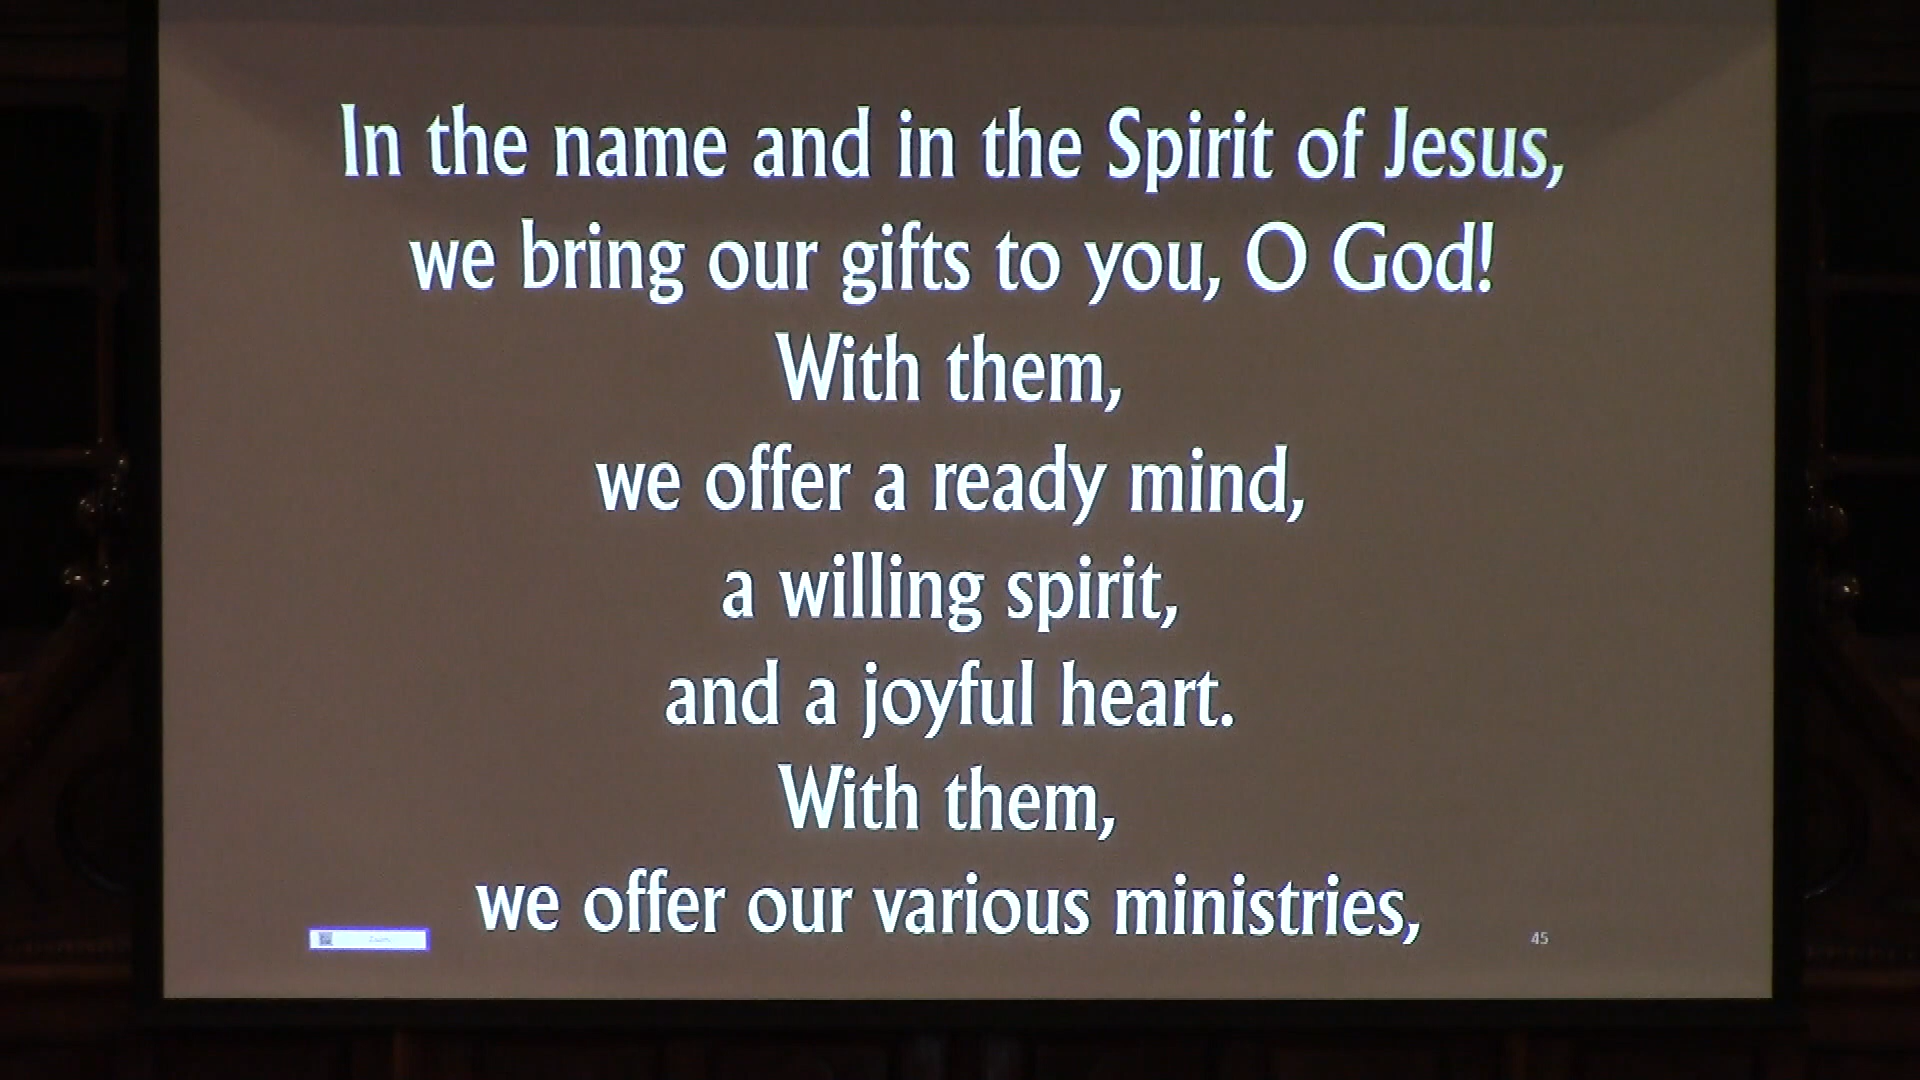 In the name and in the Spirit of Jesus,
we bring our gifts to you, O God!
With them,
we offer a ready mind,
a willing spirit,
and a joyful heart.
With them,
we offer our various ministries,
45